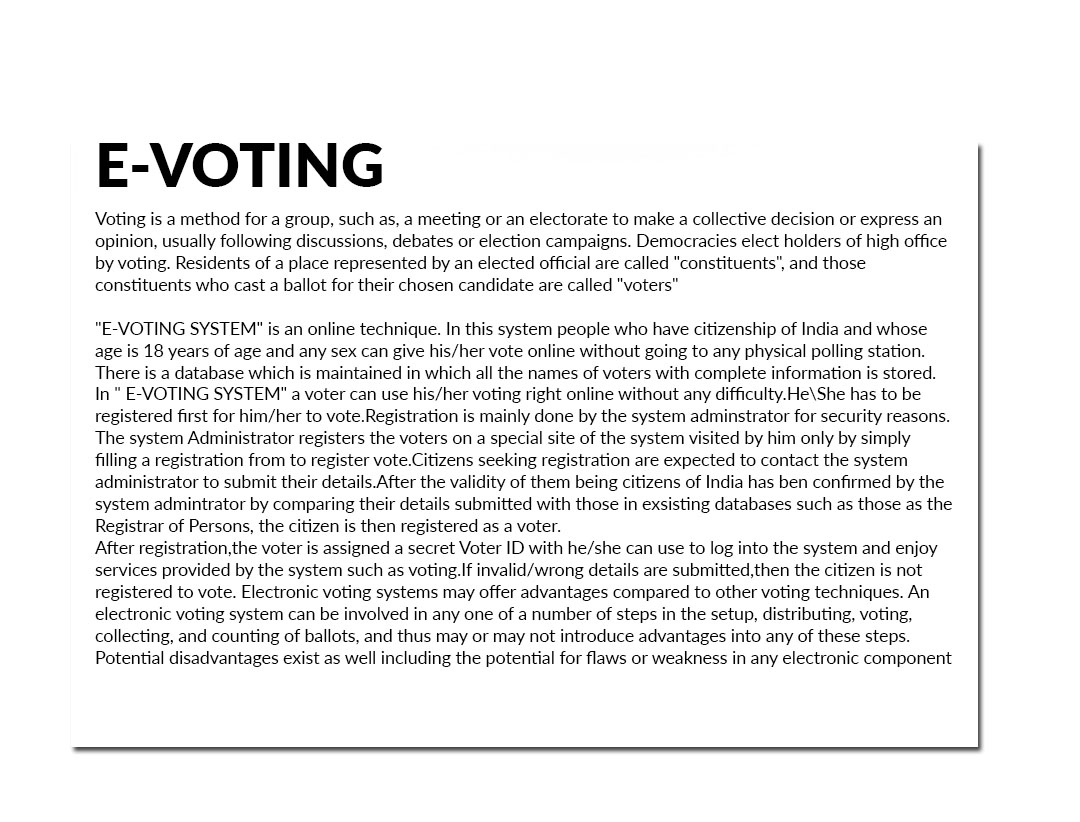 E-VOTING
Voting is a method for a group, such as, a meeting or an electorate to make a collective decision or express an
opinion, usually following discussions, debates or election campaigns. Democracies elect holders of high office
by voting. Residents of a place represented by an elected official are called "constituents", and those
constituents who cast a ballot for their chosen candidate are called "voters"
"E-VOTING SYSTEM" is an online technique. In this system people who have citizenship of India and whose
age is 18 years of age and any sex can give his/her vote online without going to any physical polling station.
There is a database which is maintained in which all the names of voters with complete information is stored.
In " E-VOTING SYSTEM" a voter can use his/her voting right online without any difficulty.He\She has to be
registered first for him/her to vote.Registration is mainly done by the system adminstrator for security reasons.
The system Administrator registers the voters on a special site of the system visited by him only by simply
filling a registration from to register vote.Citizens seeking registration are expected to contact the system
administrator to submit their details.After the validity of them being citizens of India has ben confirmed by the
system admintrator by comparing their details submitted with those in exsisting databases such as those as the
Registrar of Persons, the citizen is then registered as a voter.
After registration,the voter is assigned a secret Voter ID with he/she can use to log into the system and enjoy
services provided by the system such as voting.If invalid/wrong details are submitted,then the citizen is not
registered to vote. Electronic voting systems may offer advantages compared to other voting techniques. An
electronic voting system can be involved in any one of a number of steps in the setup, distributing, voting,
collecting, and counting of ballots, and thus may or may not introduce advantages into any of these steps.
Potential disadvantages exist as well including the potential for flaws or weakness in any electronic component